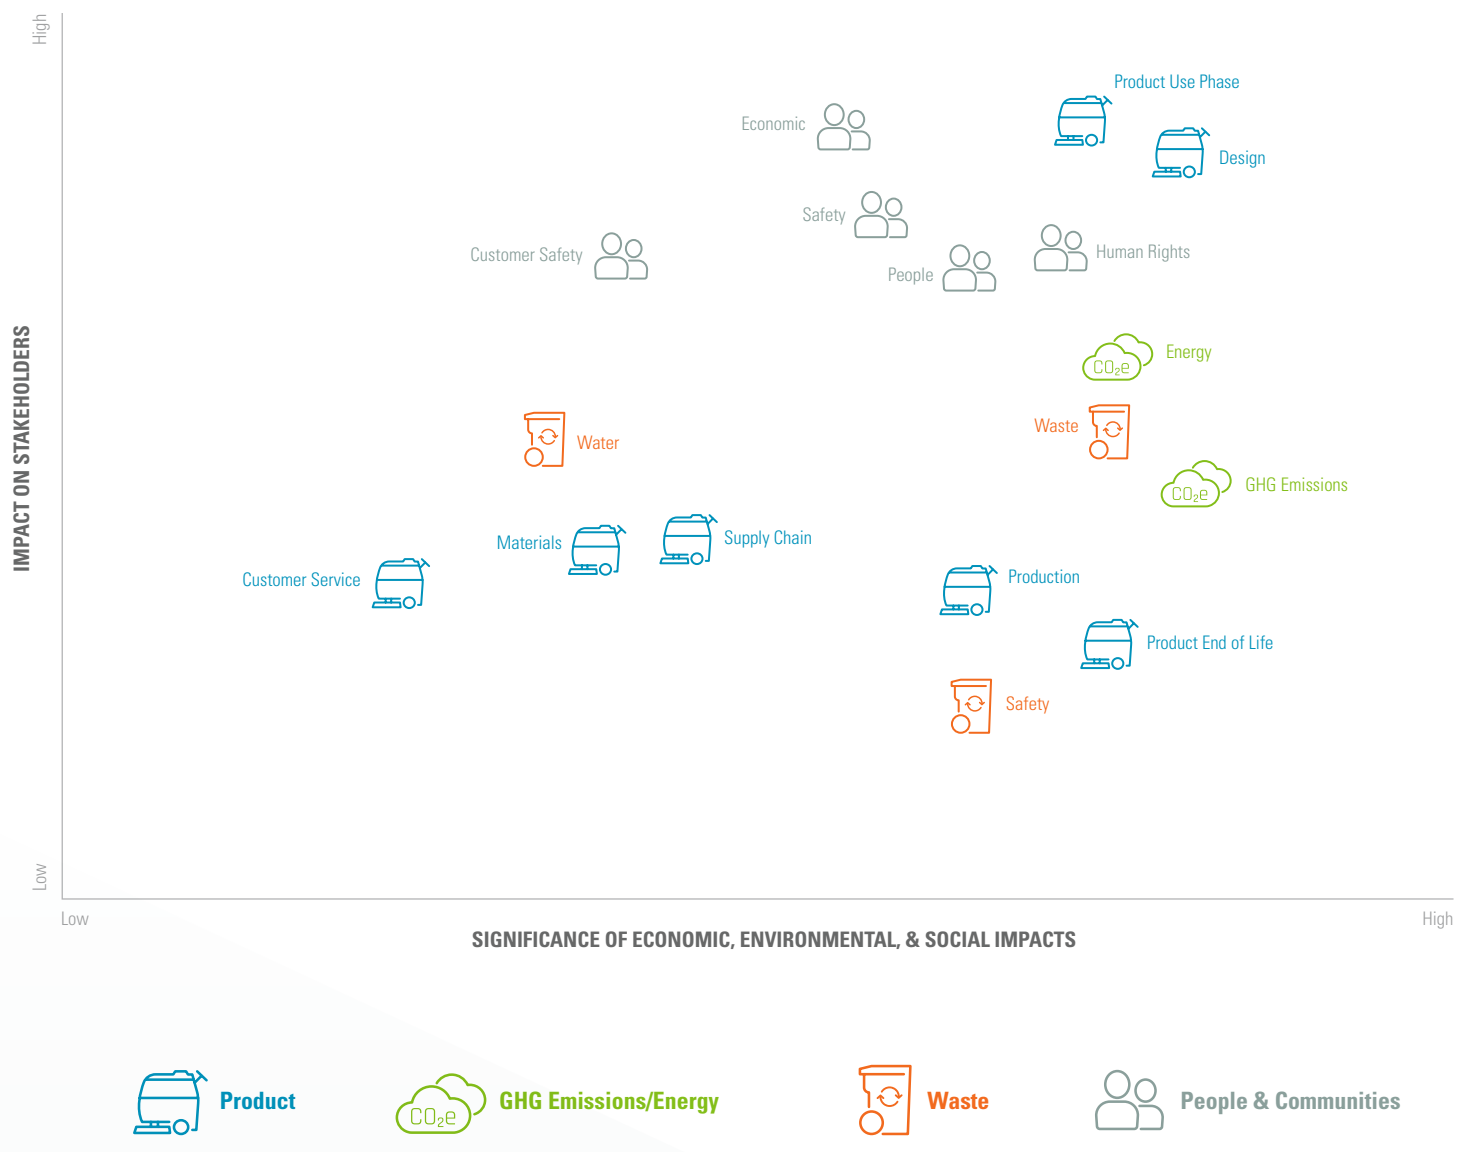 High
Product Use Phase
Economic
Design
Safety
Customer Safety
Human Rights
People
Energy
CO₂e
Waste
Water
GHG Emissions
CO₂e
Materials
Supply Chain
Customer Service
Production
Product End of Life
Safety
IMPACT ON STAKEHOLDERS
Low
Low
High
SIGNIFICANCE OF ECONOMIC, ENVIRONMENTAL, & SOCIAL IMPACTS
Product
CO₂e
GHG Emissions/Energy
Waste
People & Communities